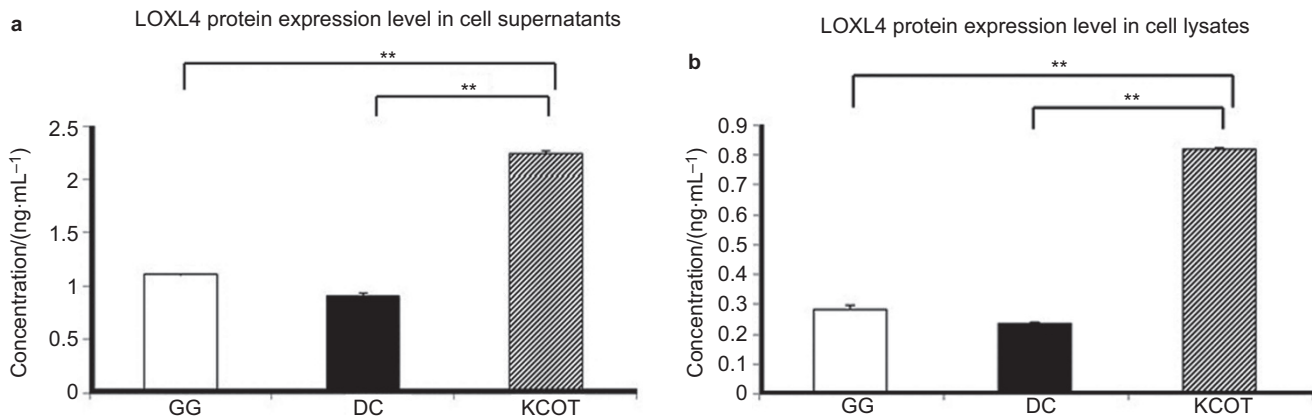 a
LOXL4 protein expression level in cell supernatants
**
**
Concentration/(ng·mL−1)
2.5
2
1.5
1
0.5
0
GG DC KCOT
b
LOXL4 protein expression level in cell lysates
**
**
Concentration/(ng·mL−1)
0.9
0.8
0.7
0.6
0.5
0.4
0.3
0.2
0.1
0
GG DC KCOT